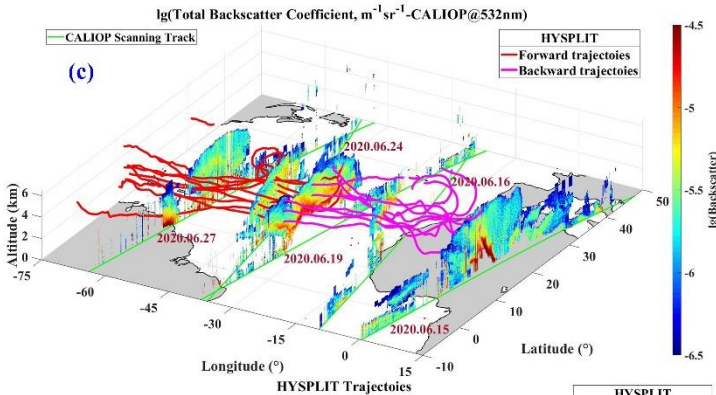 lg(Total Backscatter Coefficient, m⁻¹sr⁻¹-CALIOP@532nm)
CALIOP Scanning Track
HYSPLIT
Forward trajectoies
Backward trajectoies
(c)
2020.06.24
2020.06.16
2020.06.27
2020.06.19
2020.06.15
Altitude (km)
6
4
2
0
-75
-60
-45
-30
-15
0
15
Longitude (°)
-10
0
10
20
30
40
50
Latitude (°)
-4.5
-5
-5.5
-6
-6.5
lg(Backscatter)
HYSPLIT Trajectoies
HYSPLIT